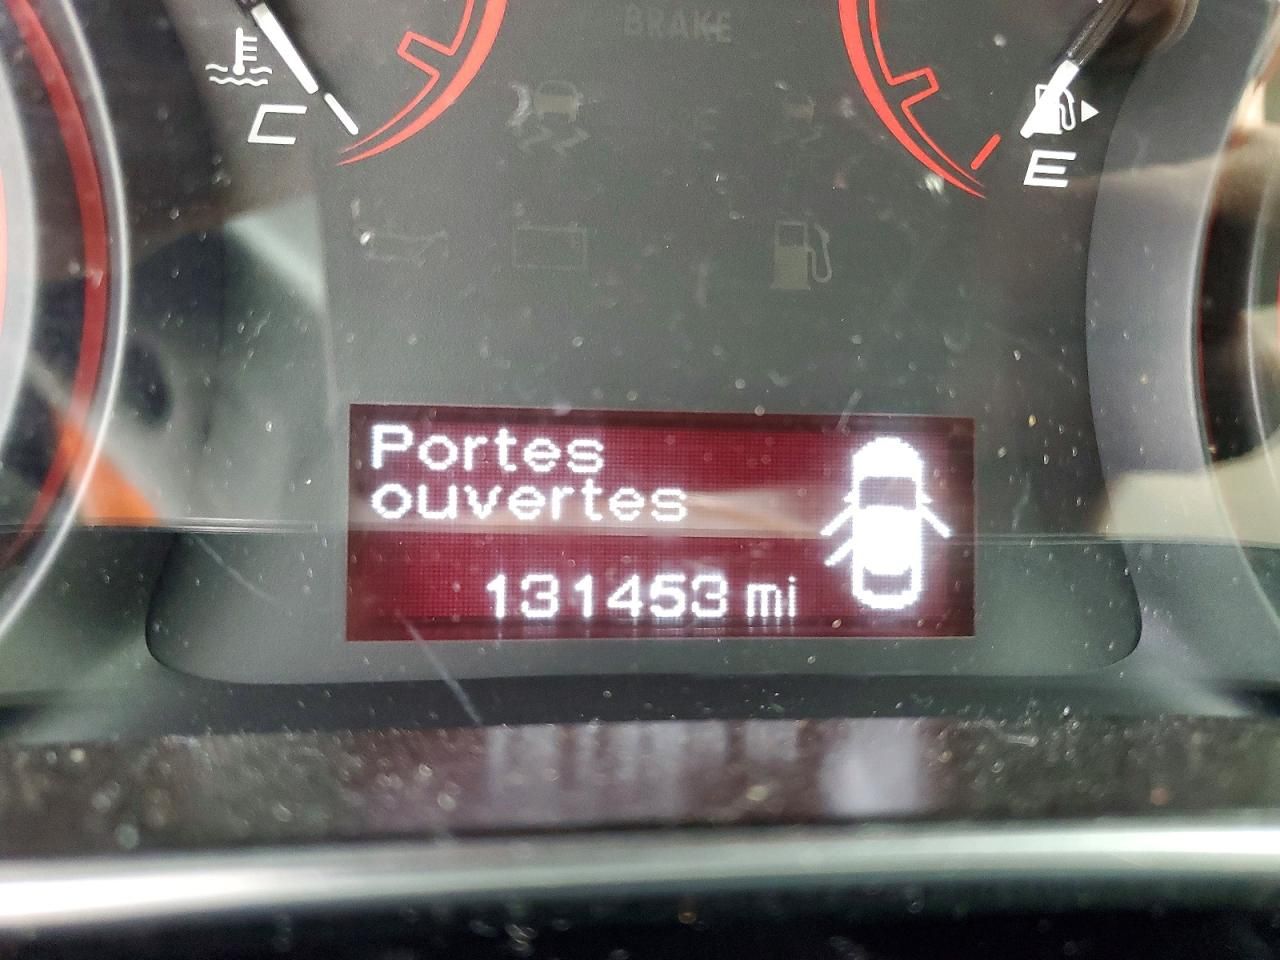 BRAKE
C
E
Portes
ouvertes
131453 mi